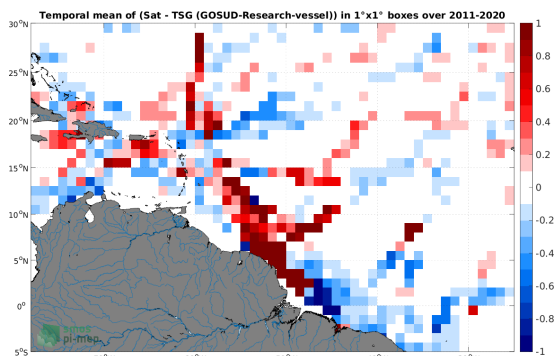 Temporal mean of (Sat - TSG (GOSUD-Research-vessel)) in 1°x1° boxes over 2011-2020
30°N
25°N
20°N
15°N
10°N
5°N
0°
5°S
1
0.8
0.6
0.4
0.2
0
-0.2
-0.4
-0.6
-0.8
-1
pi-mep